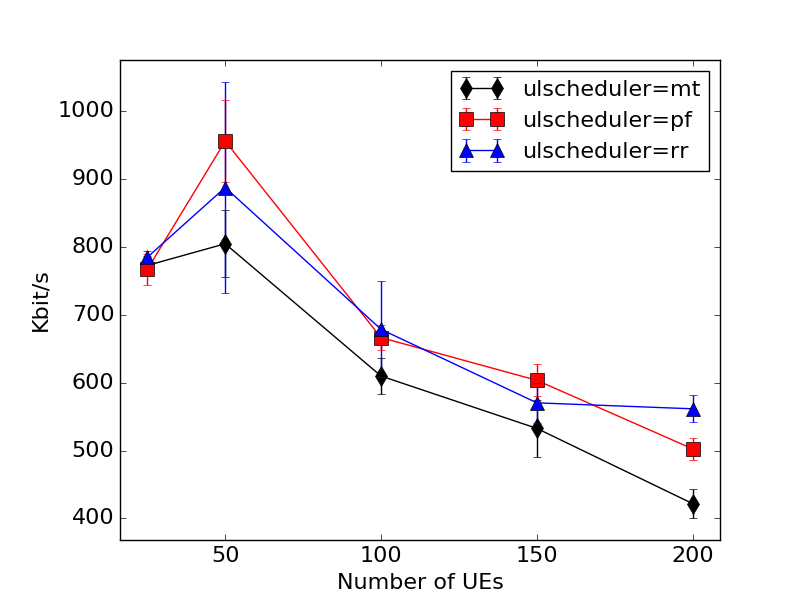 ulscheduler=mt
ulscheduler=pf
ulscheduler=rr
1000
900
800
700
600
500
400
Kbit/s
50 100 150 200
Number of UEs